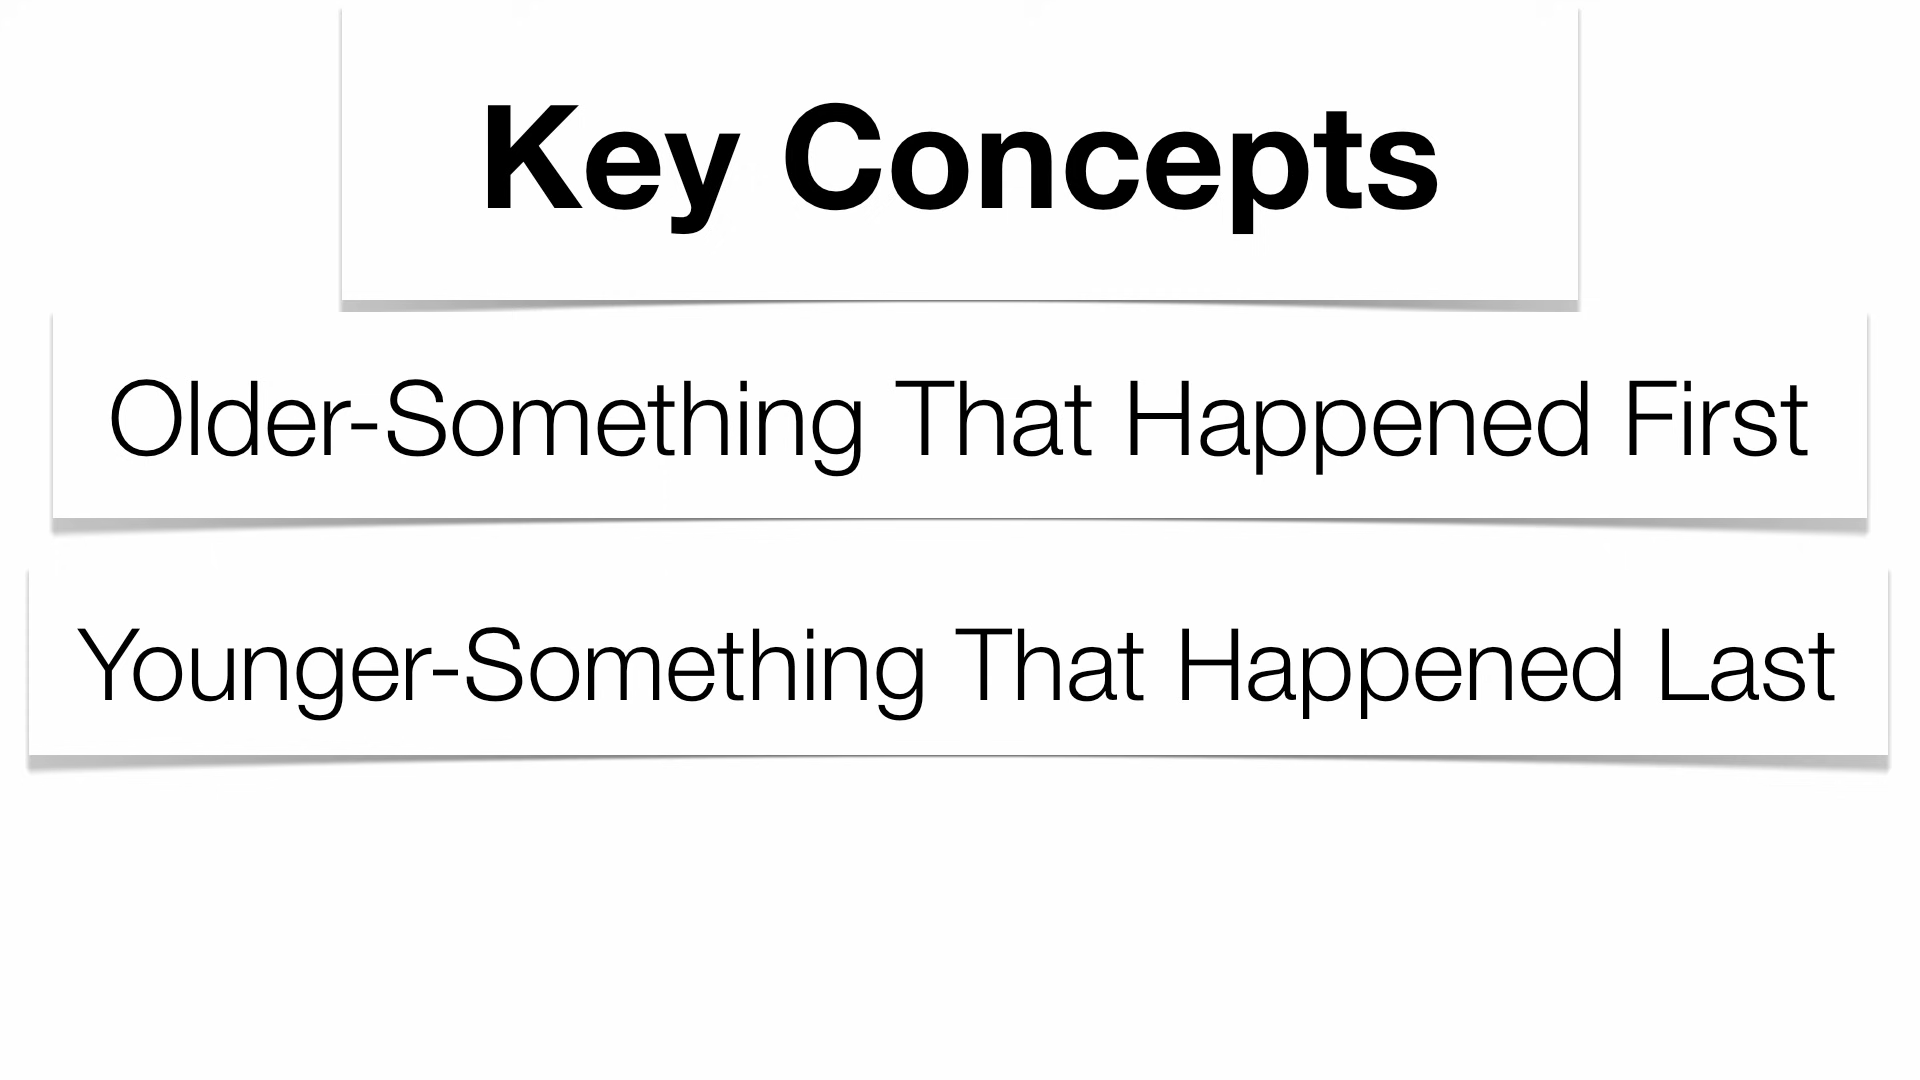 Key Concepts
Older-Something That Happened First
Younger-Something That Happened Last